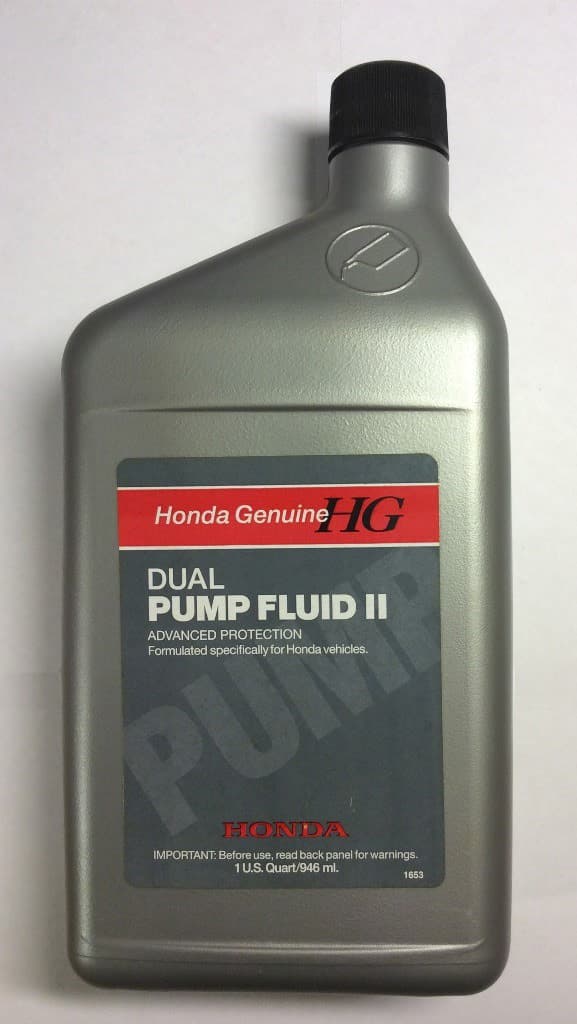 Honda Genuine HG
DUAL
PUMP FLUID II
ADVANCED PROTECTION
Formulated specifically for Honda vehicles.
PUMP
HONDA
IMPORTANT: Before use, read back panel for warnings.
1 U.S. Quart/946 ml.
1653